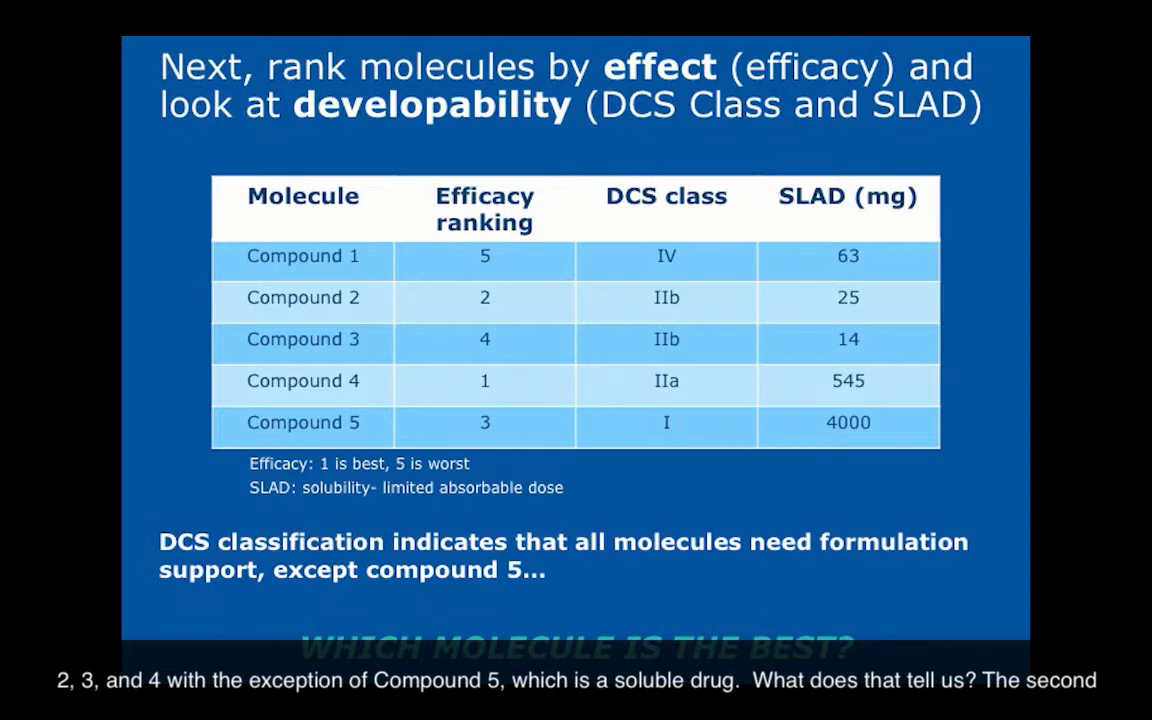 Next, rank molecules by effect (efficacy) and
look at developability (DCS Class and SLAD)
Molecule Efficacy ranking DCS class SLAD (mg)
Compound 1 5 IV 63
Compound 2 2 IIb 25
Compound 3 4 IIb 14
Compound 4 1 IIa 545
Compound 5 3 I 4000
Efficacy: 1 is best, 5 is worst
SLAD: solubility- limited absorbable dose
DCS classification indicates that all molecules need formulation
support, except compound 5...
WHICH MOLECULE IS THE BEST?
2, 3, and 4 with the exception of Compound 5, which is a soluble drug.  What does that tell us? The second